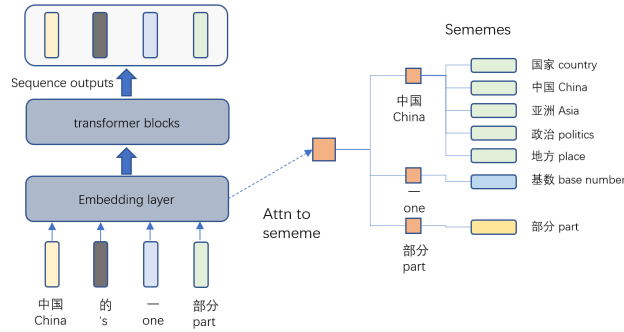 Sequence outputs
transformer blocks
Embedding layer
中国
China
的
's
一
one
部分
part
Attn to
sememe
Sememes
中国
China
一
one
部分
part
国家 country
中国 China
亚洲 Asia
政治 politics
地方 place
基数 base number
部分 part